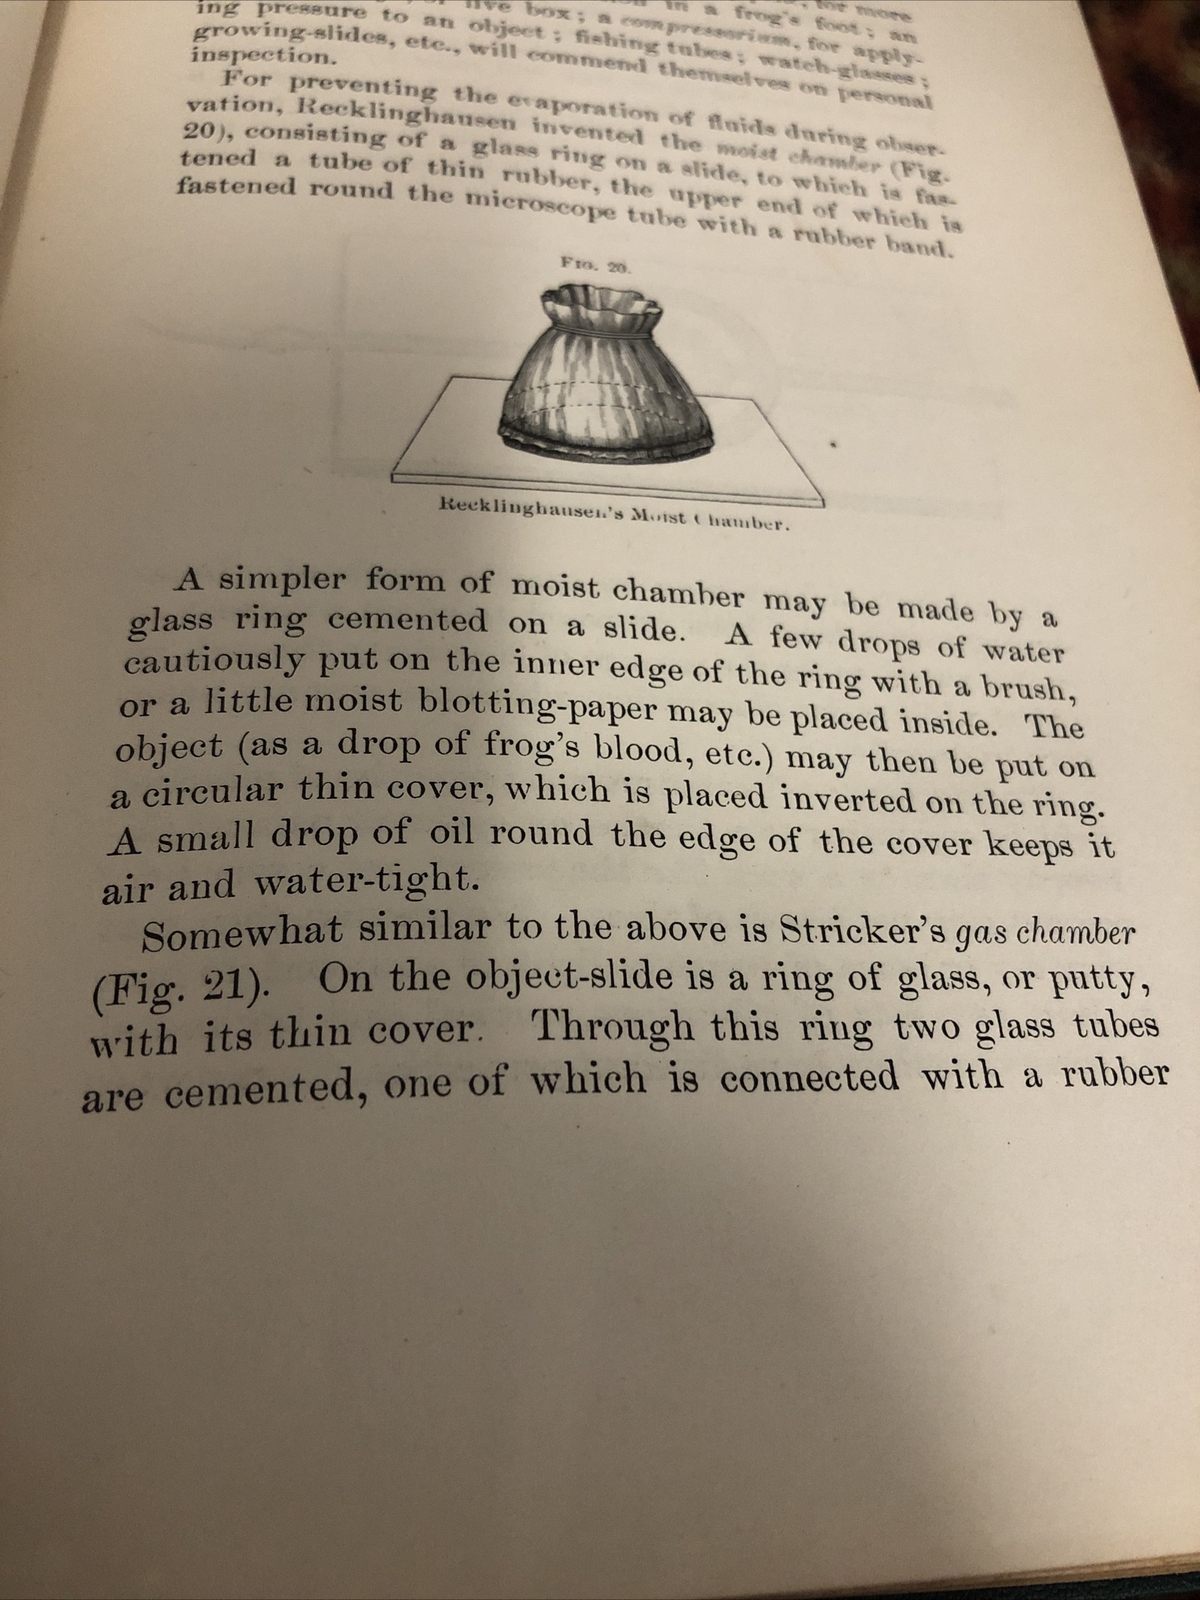 in a frog's foot; an
ing pressure to an object; fishing tubes; watch-glasses;
growing-slides, etc., will commend themselves on personal
inspection.
For preventing the evaporation of fluids during obser-
vation, Recklinghausen invented the moist chamber (Fig.
20), consisting of a glass ring on a slide, to which is fas-
tened a tube of thin rubber, the upper end of which is
fastened round the microscope tube with a rubber band.
Fig. 20.
Recklinghausen's Moist Chamber.
A simpler form of moist chamber may be made by a
glass ring cemented on a slide. A few drops of water
cautiously put on the inner edge of the ring with a brush,
or a little moist blotting-paper may be placed inside. The
object (as a drop of frog's blood, etc.) may then be put on
a circular thin cover, which is placed inverted on the ring.
A small drop of oil round the edge of the cover keeps it
air and water-tight.
Somewhat similar to the above is Stricker's gas chamber
(Fig. 21). On the object-slide is a ring of glass, or putty,
with its thin cover. Through this ring two glass tubes
are cemented, one of which is connected with a rubber